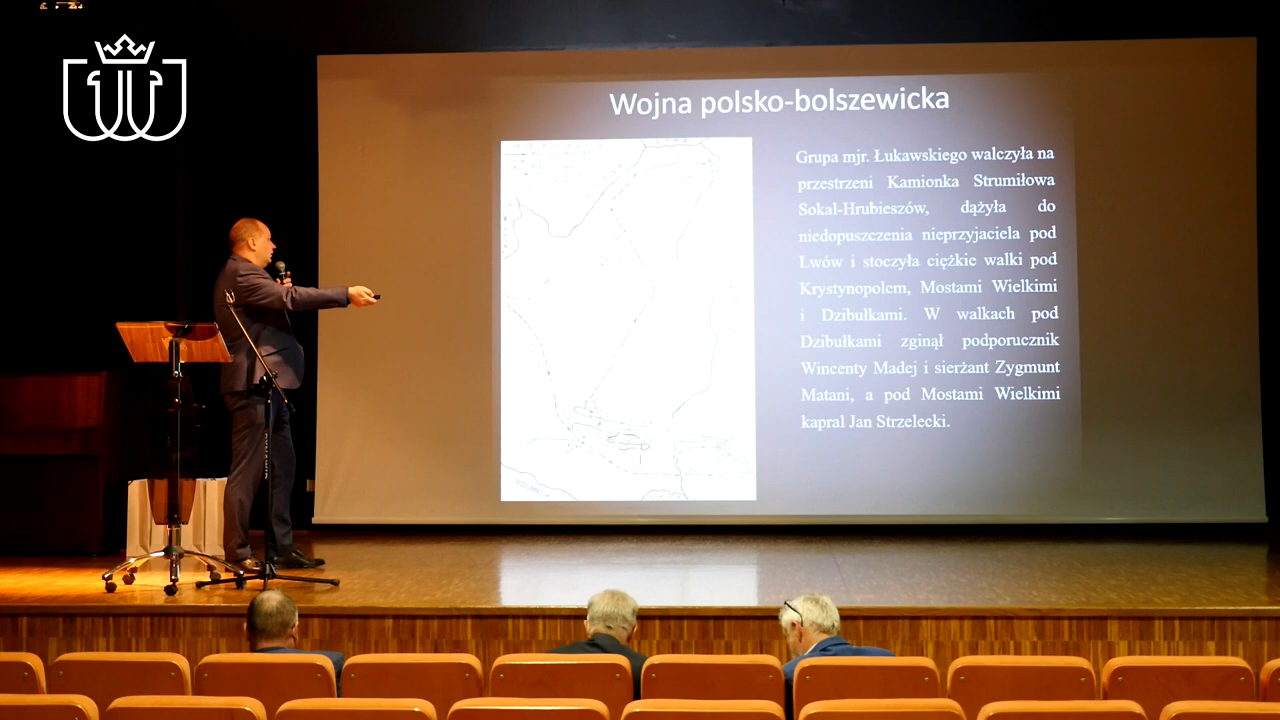 Wojna polsko-bolszewicka
Grupa mjr. Łukawskiego walczyła na
przestrzeni Kamionka Strumiłowa
Sokal-Hrubieszów, dążyła do
niedopuszczenia nieprzyjaciela pod
Lwów i stoczyła ciężkie walki pod
Krystynopolem, Mostami Wielkimi
i Dzibułkami. W walkach pod
Dzibułkami zginął podporucznik
Wincenty Madej i sierżant Zygmunt
Matani, a pod Mostami Wielkimi
kapral Jan Strzelecki.